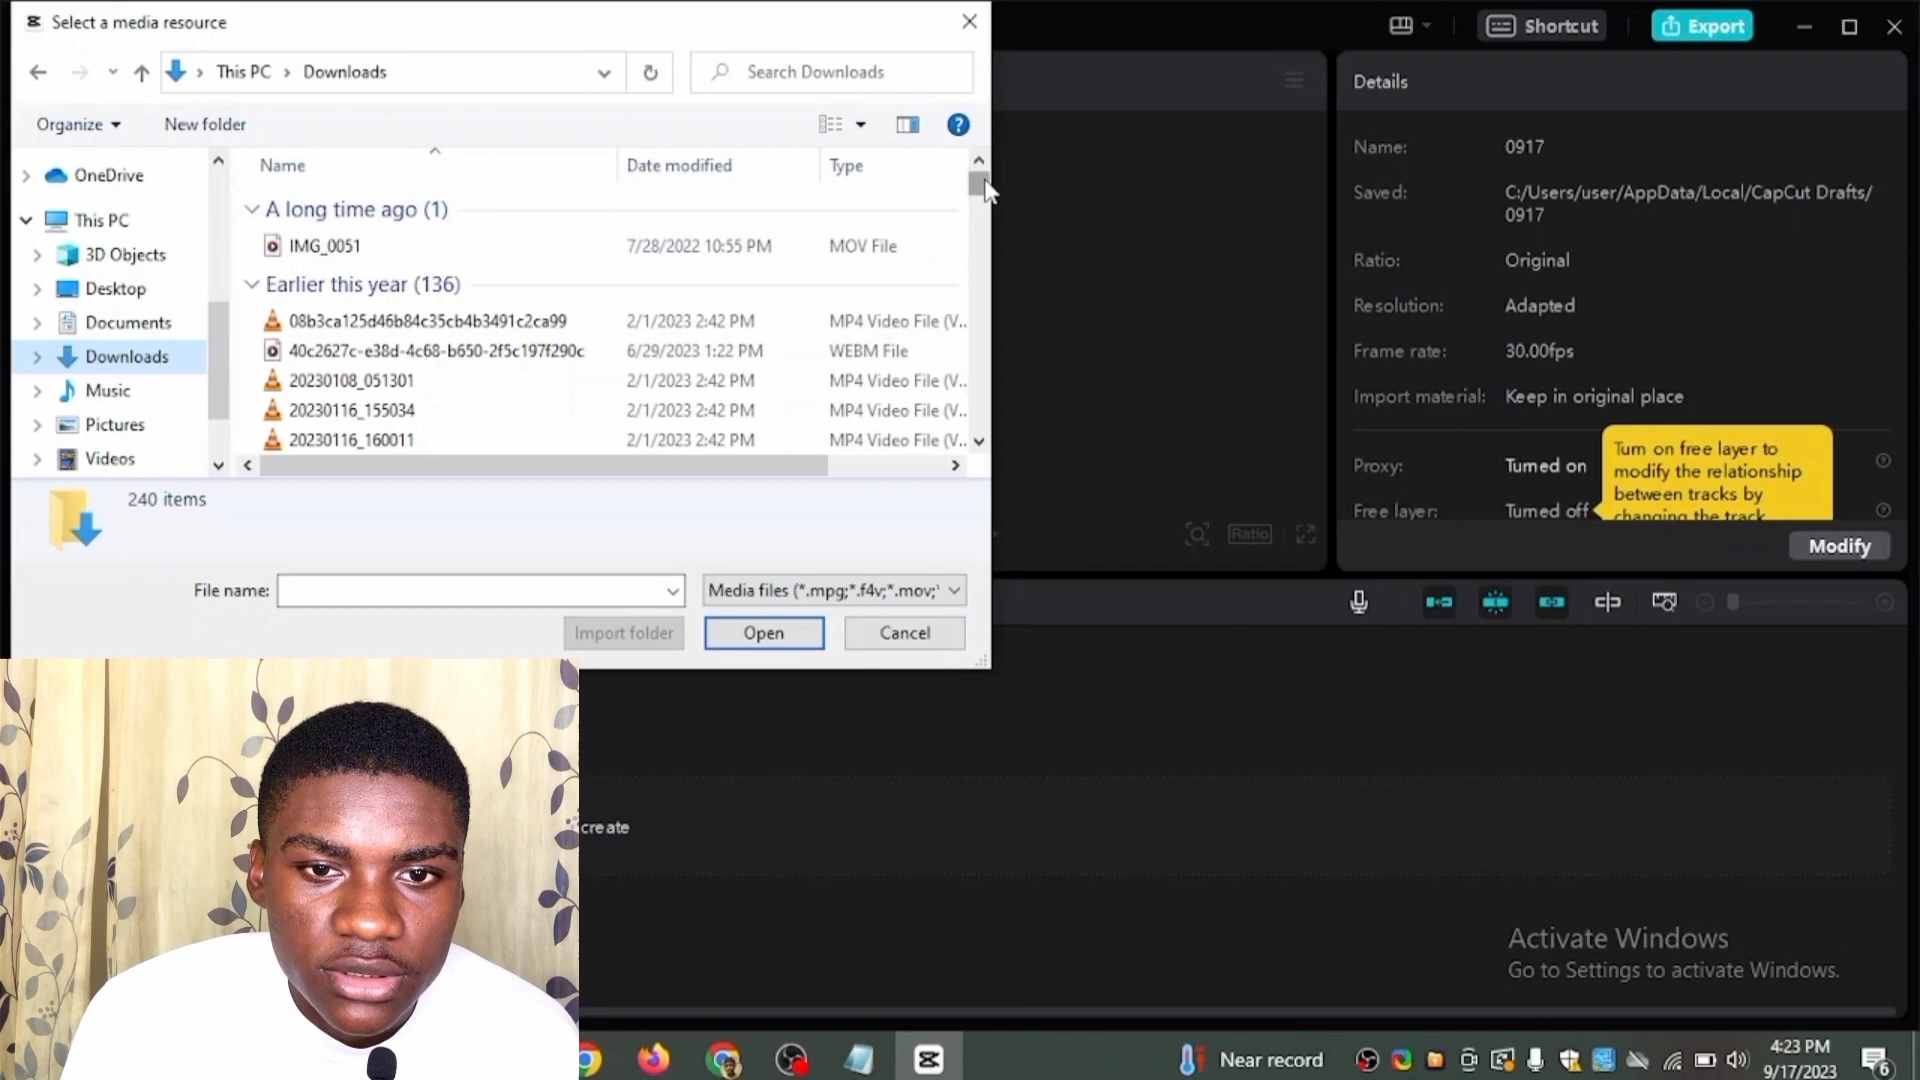 Select a media resource
This PC > Downloads
Search Downloads
Organize
New folder
Name
Date modified
Type
OneDrive
This PC
3D Objects
Desktop
Documents
Downloads
Music
Pictures
Videos
A long time ago (1)
IMG_0051 7/28/2022 10:55 PM MOV File
Earlier this year (136)
08b3ca125d46b84c35cb4b3491c2ca99 2/1/2023 2:42 PM MP4 Video File (V...
40c2627c-e38d-4c68-b650-2f5c197f290c 6/29/2023 1:22 PM WEBM File
20230108_051301 2/1/2023 2:42 PM MP4 Video File (V...
20230116_155034 2/1/2023 2:42 PM MP4 Video File (V...
20230116_160011 2/1/2023 2:42 PM MP4 Video File (V...
240 items
File name:
Media files (*.mpg;*.f4v;*.mov;
Import folder
Open
Cancel
Shortcut
Export
Details
Name: 0917
Saved: C:/Users/user/AppData/Local/CapCut Drafts/
0917
Ratio: Original
Resolution: Adapted
Frame rate: 30.00fps
Import material: Keep in original place
Proxy: Turned on
Free layer: Turned off
Turn on free layer to
modify the relationship
between tracks by
changing the track
Modify
Ratio
create
Activate Windows
Go to Settings to activate Windows.
Near record
4:23 PM
9/17/2023
6